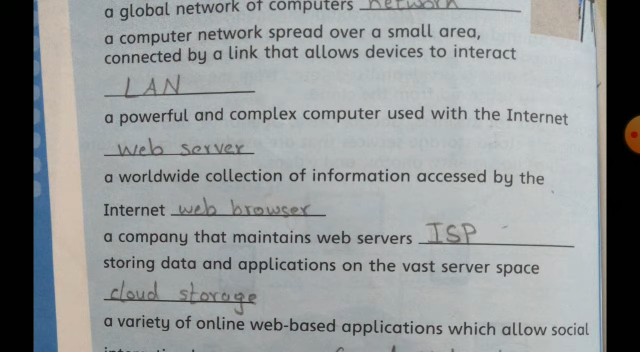 a global network of computers network
a computer network spread over a small area,
connected by a link that allows devices to interact
LAN
a powerful and complex computer used with the Internet
web server
a worldwide collection of information accessed by the
Internet web browser
a company that maintains web servers ISP
storing data and applications on the vast server space
cloud storage
a variety of online web-based applications which allow social